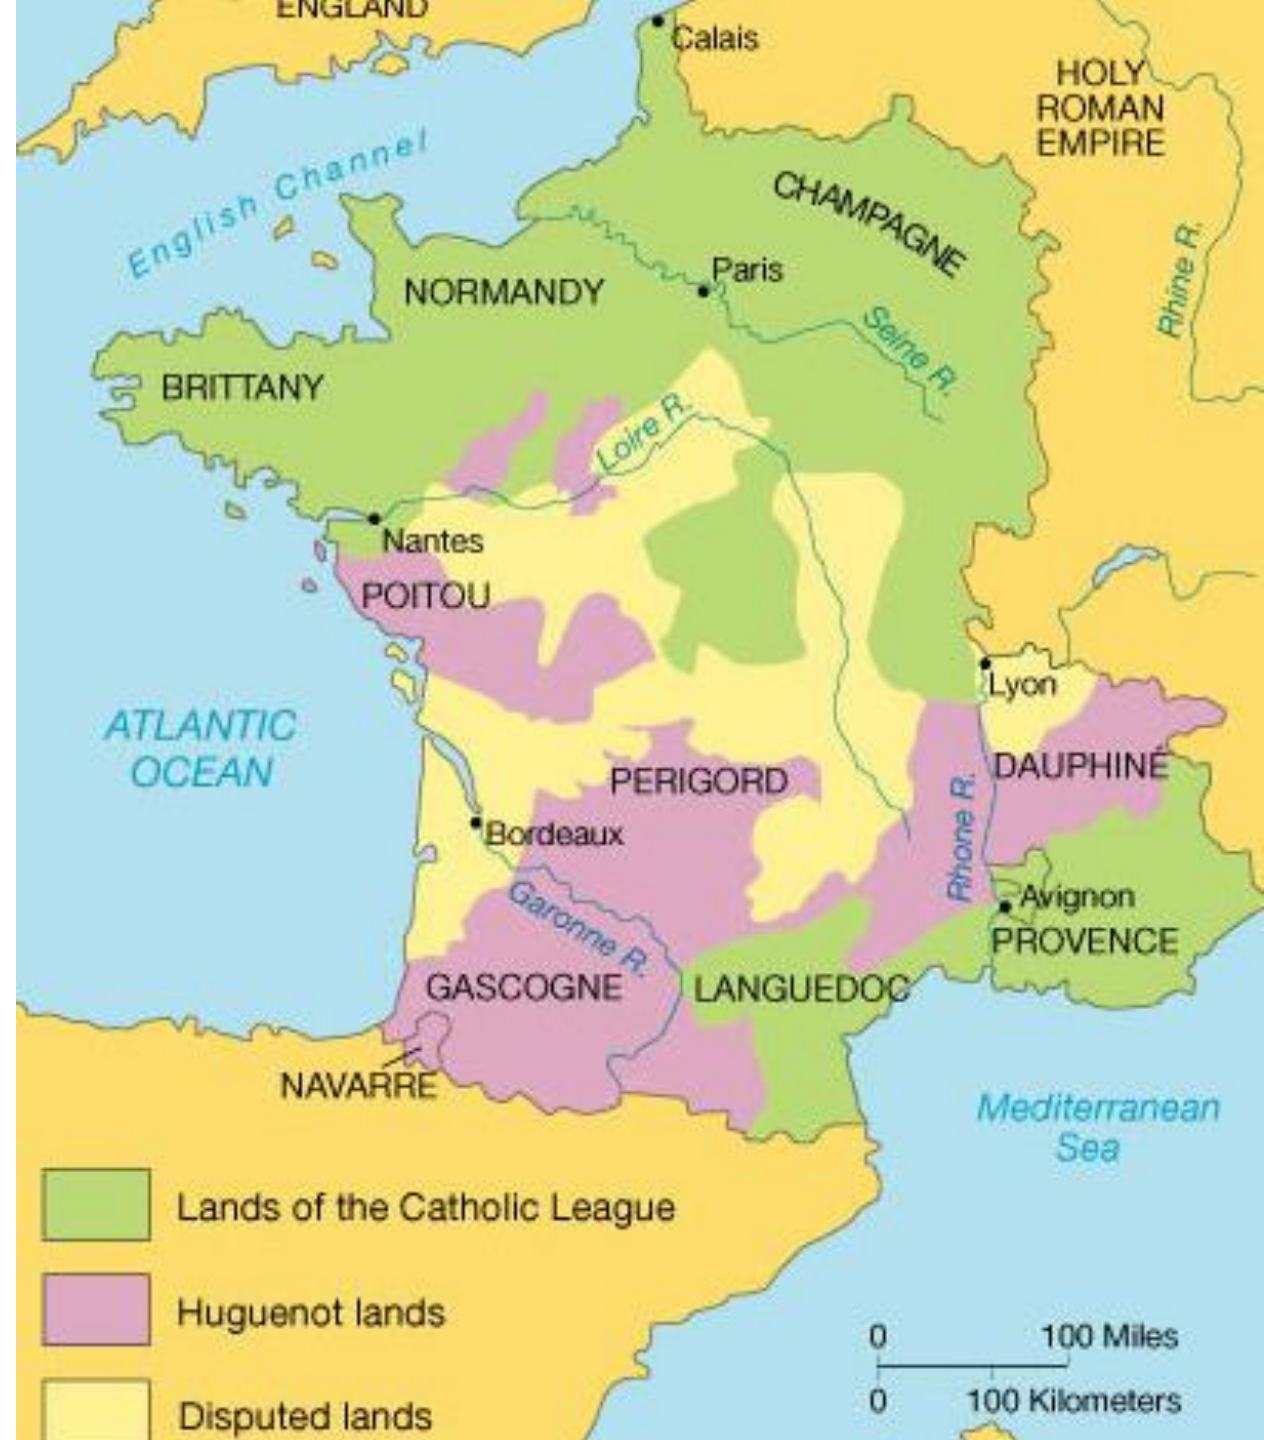 ENGLAND
Calais
HOLY
ROMAN
EMPIRE
English Channel
CHAMPAGNE
Rhine R.
Paris
NORMANDY
Seine R.
BRITTANY
Loire R.
Nantes
POITOU
Lyon
ATLANTIC
OCEAN
DAUPHINÉ
PERIGORD
Rhone R.
Bordeaux
Garonne R.
Avignon
PROVENCE
GASCOGNE
LANGUEDOC
NAVARRE
Mediterranean
Sea
Lands of the Catholic League
Huguenot lands
Disputed lands
0 100 Miles
0 100 Kilometers